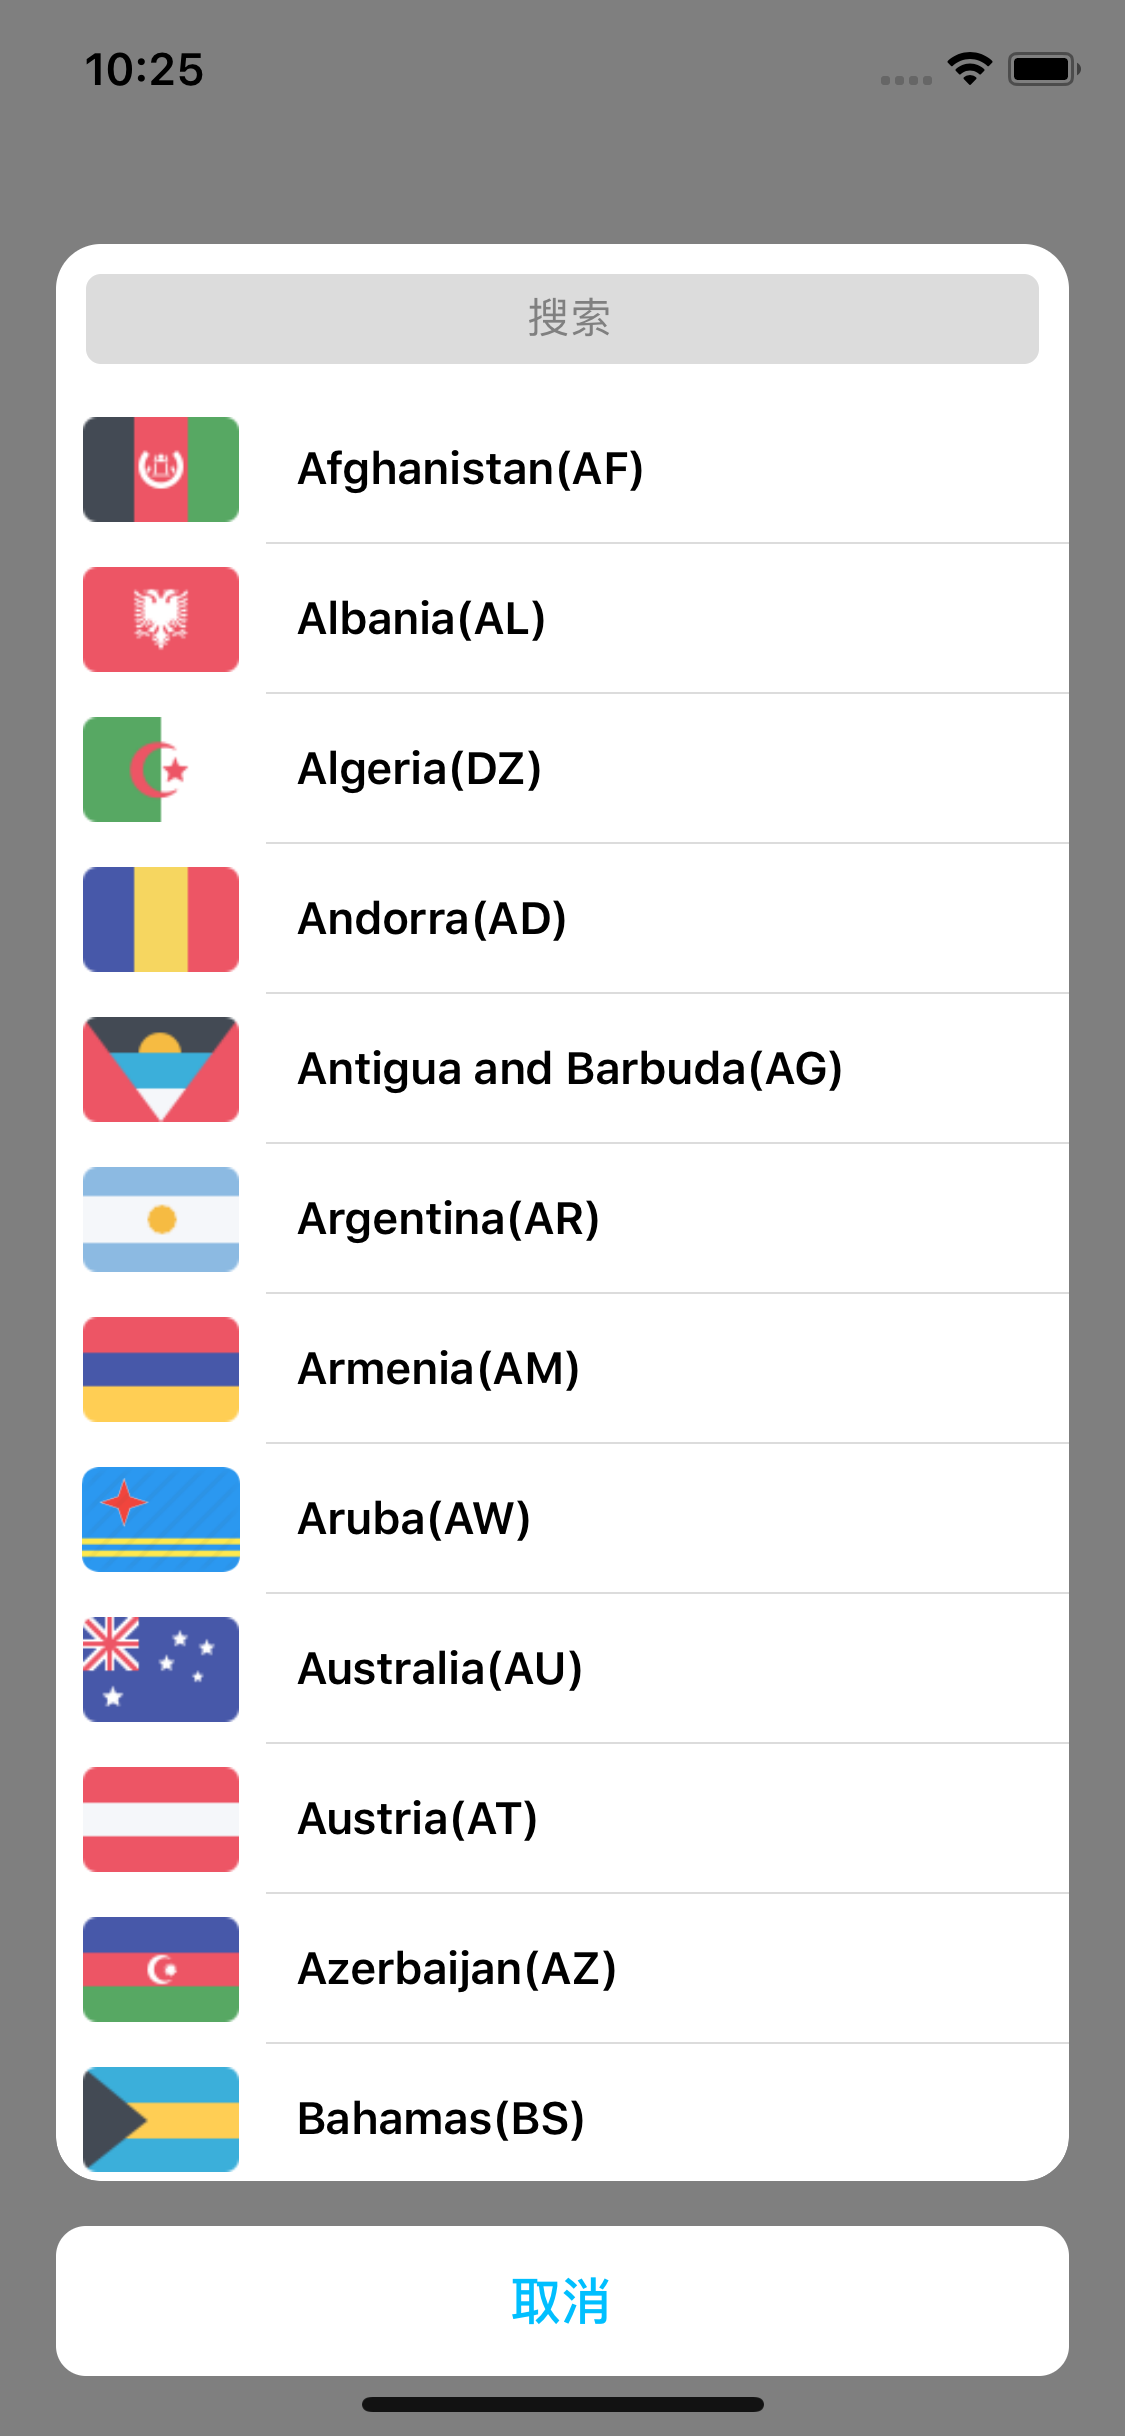 10:25
搜索
Afghanistan(AF)
Albania(AL)
Algeria(DZ)
Andorra(AD)
Antigua and Barbuda(AG)
Argentina(AR)
Armenia(AM)
Aruba(AW)
Australia(AU)
Austria(AT)
Azerbaijan(AZ)
Bahamas(BS)
取消